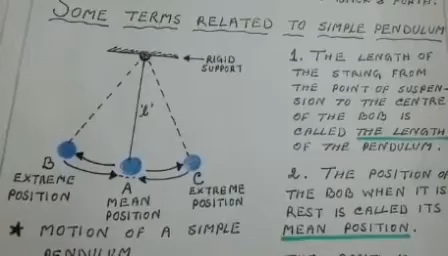 SOME TERMS RELATED TO SIMPLE PENDULUM
RIGID
SUPPORT
'l'
B
EXTREME
POSITION
A
MEAN
POSITION
C
EXTREME
POSITION
* MOTION OF A SIMPLE
PENDULUM
1. THE LENGTH OF
THE STRING FROM
THE POINT OF SUSPEN-
SION TO THE CENTRE
OF THE BOB IS
CALLED THE LENGTH
OF THE PENDULUM.
2. THE POSITION OF
THE BOB WHEN IT IS
REST IS CALLED ITS
MEAN POSITION.